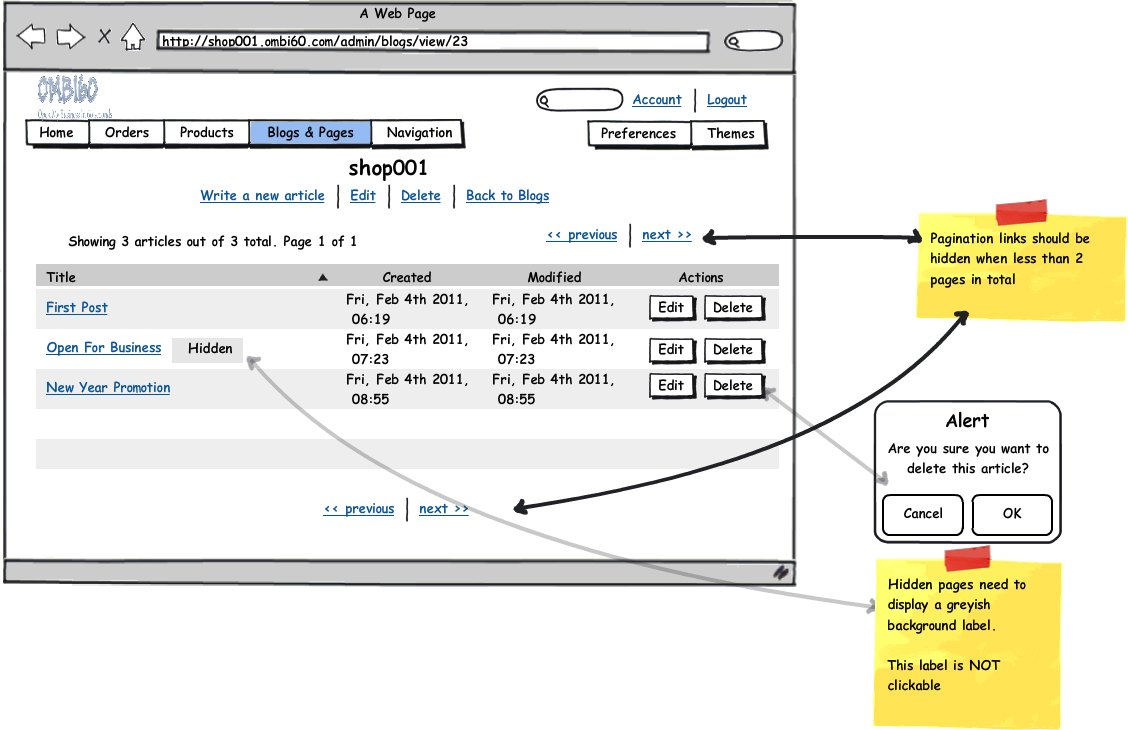 A Web Page
http://shop001.ombi60.com/admin/blogs/view/23
OMBI60
Account Logout
Home Orders Products Blogs & Pages Navigation Preferences Themes
shop001
Write a new article Edit Delete Back to Blogs
Showing 3 articles out of 3 total. Page 1 of 1
<< previous next >>
Title Created Modified Actions
First Post Fri, Feb 4th 2011, Fri, Feb 4th 2011, Edit Delete
06:19 06:19
Open For Business Hidden Fri, Feb 4th 2011, Fri, Feb 4th 2011, Edit Delete
07:23 07:23
New Year Promotion Fri, Feb 4th 2011, Fri, Feb 4th 2011, Edit Delete
08:55 08:55
<< previous next >>
Pagination links should be
hidden when less than 2
pages in total
Alert
Are you sure you want to
delete this article?
Cancel OK
Hidden pages need to
display a greyish
background label.
This label is NOT
clickable